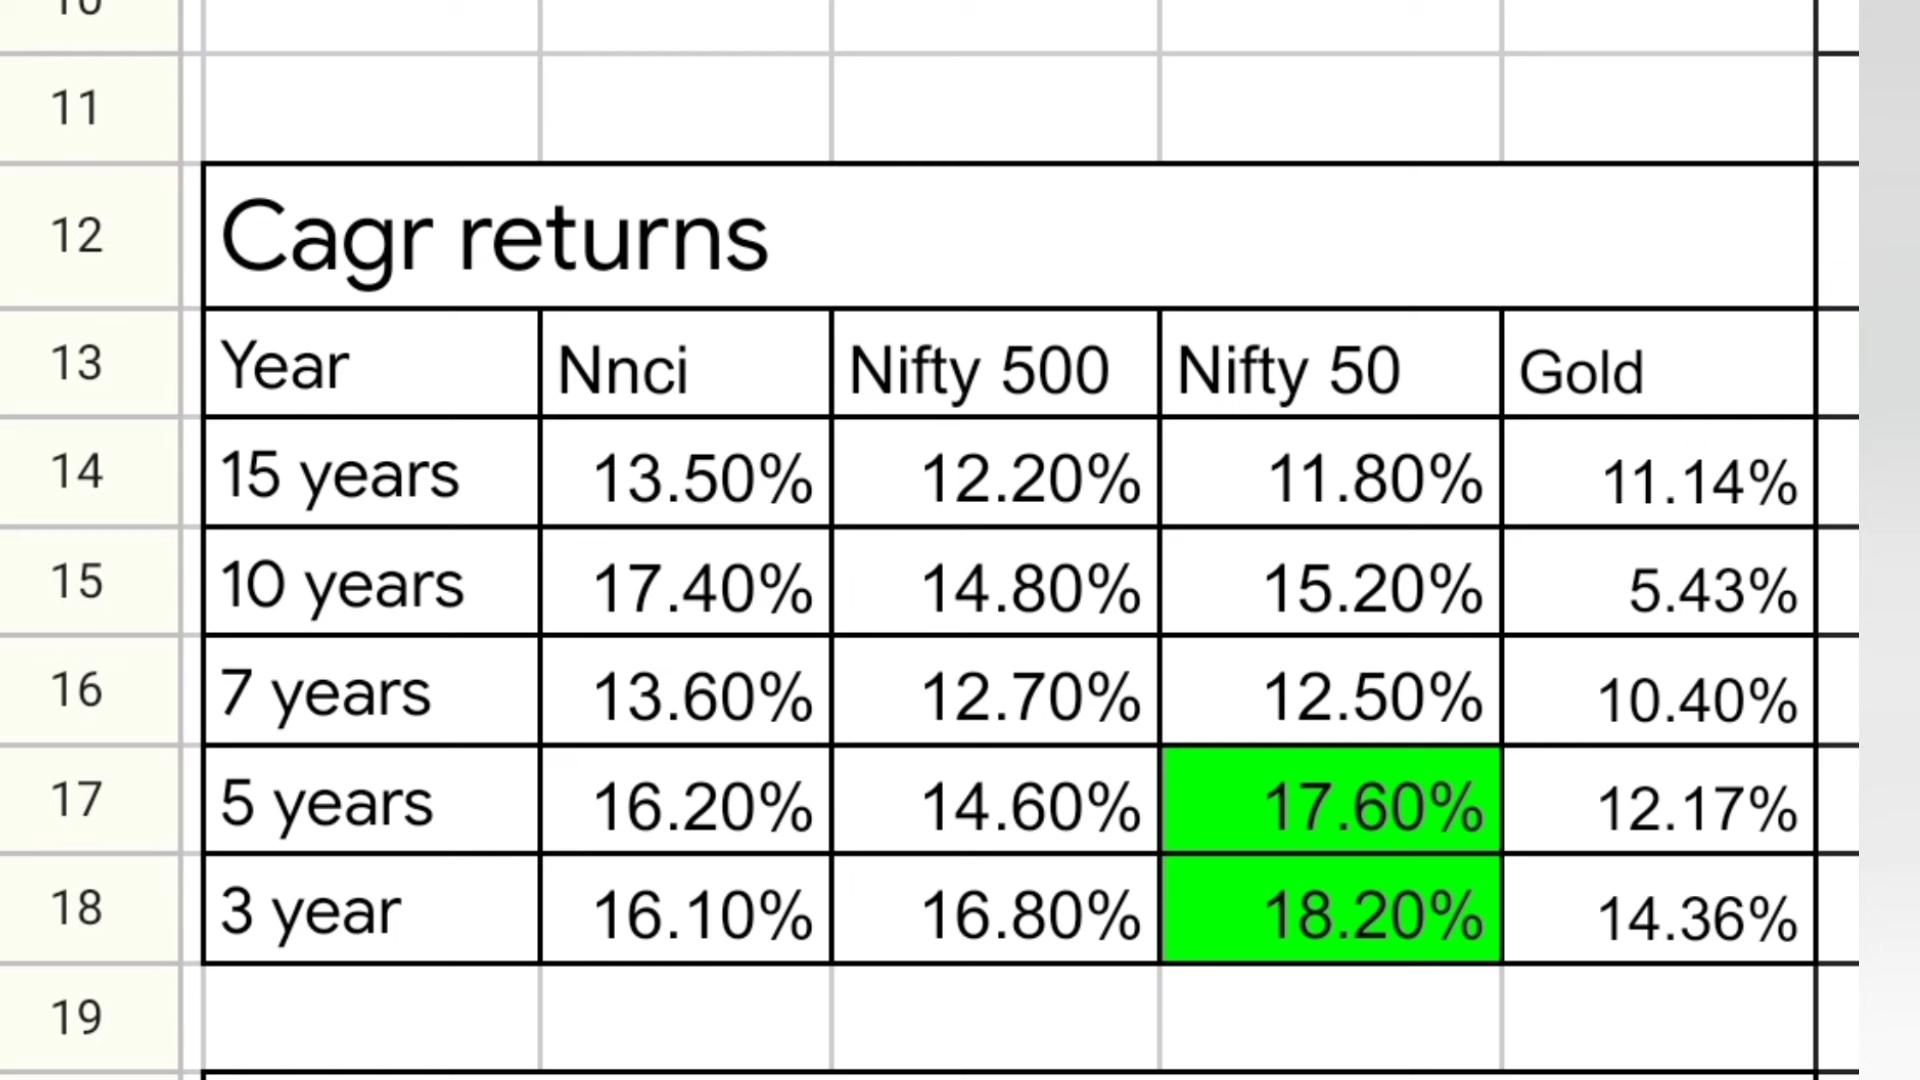 10
11
12 Cagr returns
13 Year Nnci Nifty 500 Nifty 50 Gold
14 15 years 13.50% 12.20% 11.80% 11.14%
15 10 years 17.40% 14.80% 15.20% 5.43%
16 7 years 13.60% 12.70% 12.50% 10.40%
17 5 years 16.20% 14.60% 17.60% 12.17%
18 3 year 16.10% 16.80% 18.20% 14.36%
19